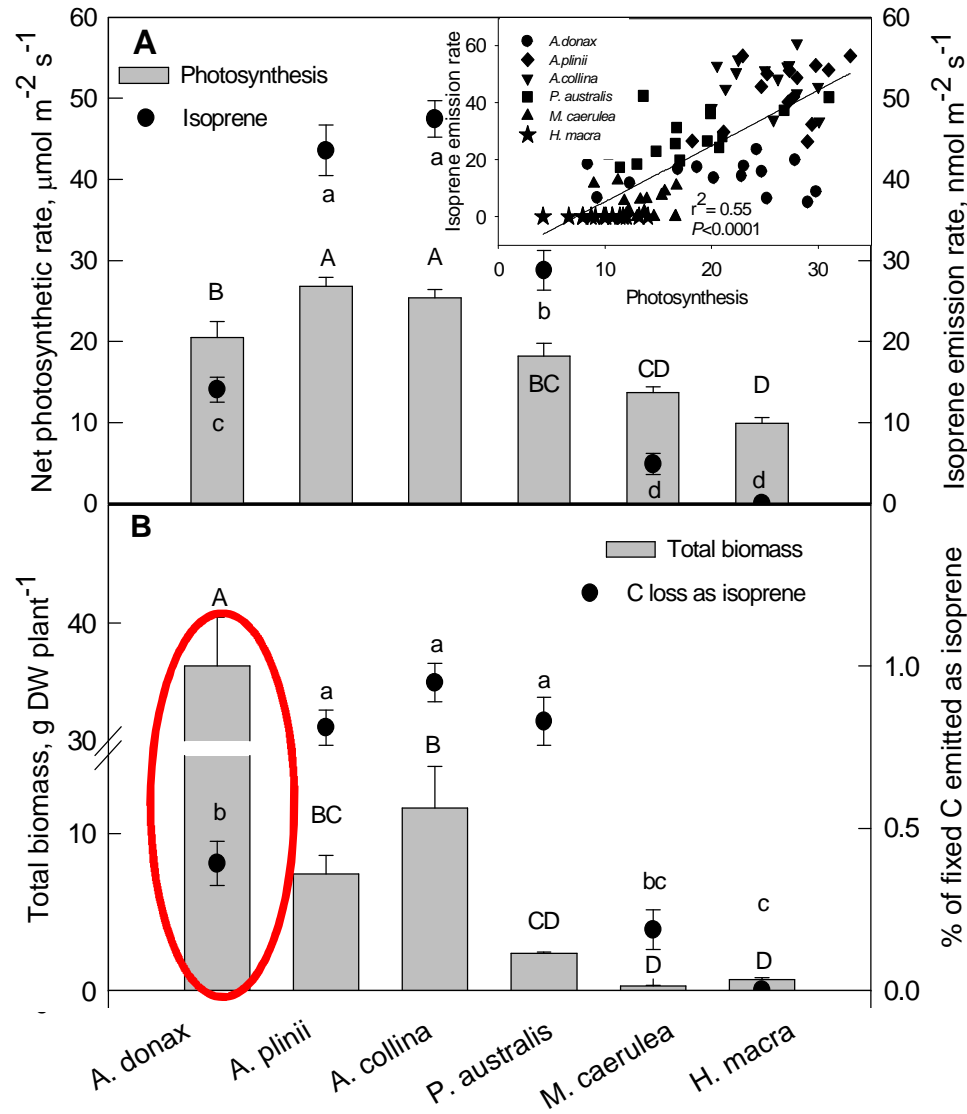 A
Photosynthesis
Isoprene
Net photosynthetic rate, µmol m⁻² s⁻¹
60
50
40
30
20
10
0
Isoprene emission rate, nmol m⁻² s⁻¹
60
50
40
30
20
10
0
B
A
A
BC
CD
D
c
a
a
b
d
d
Isoprene emission rate
60
40
20
0
A.donax
A.plinii
A.collina
P. australis
M. caerulea
H. macra
r²= 0.55
P<0.0001
0
10
20
30
Photosynthesis
B
Total biomass
C loss as isoprene
Total biomass, g DW plant⁻¹
40
30
10
0
% of fixed C emitted as isoprene
1.0
0.5
0.0
A
BC
B
CD
D
D
b
a
a
a
bc
c
A. donax
A. plinii
A. collina
P. australis
M. caerulea
H. macra